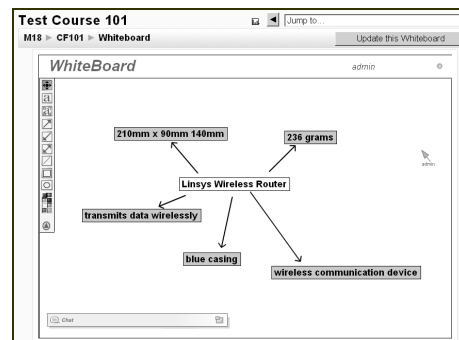 Test Course 101
Jump to...
M18 ► CF101 ► Whiteboard
Update this Whiteboard
WhiteBoard
admin
210mm x 90mm 140mm
236 grams
admin
Linsys Wireless Router
transmits data wirelessly
blue casing
wireless communication device
Chat